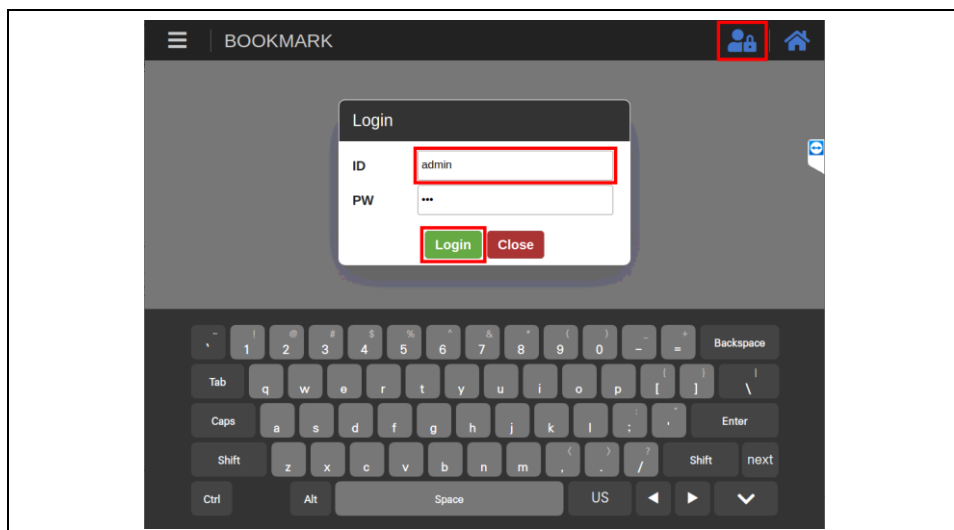 BOOKMARK
Login
ID admin
PW •••
Login Close
~ ` ! 1 @ 2 # 3 $ 4 % 5 ^ 6 & 7 * 8 ( 9 ) 0 _ - + = Backspace
Tab q w e r t y u i o p { [ } ] | \
Caps a s d f g h j k l : ; " ' Enter
Shift z x c v b n m < , > . ? / Shift next
Ctrl Alt Space US